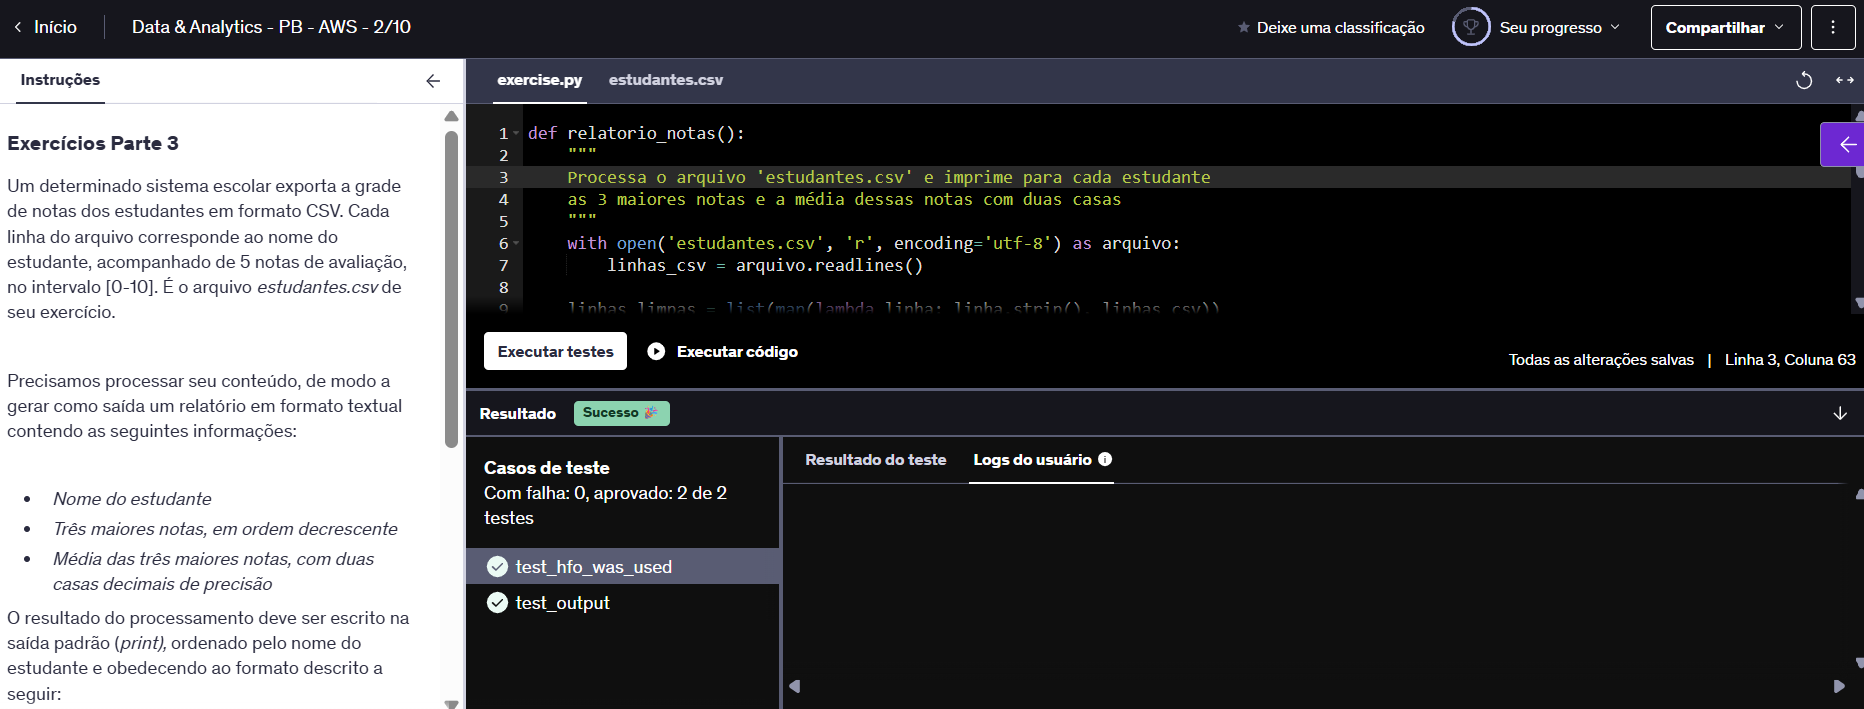 Início
Data & Analytics - PB - AWS - 2/10
Deixe uma classificação
Seu progresso
Compartilhar
Instruções
Exercícios Parte 3
Um determinado sistema escolar exporta a grade
de notas dos estudantes em formato CSV. Cada
linha do arquivo corresponde ao nome do
estudante, acompanhado de 5 notas de avaliação,
no intervalo [0-10]. É o arquivo estudantes.csv de
seu exercício.
Precisamos processar seu conteúdo, de modo a
gerar como saída um relatório em formato textual
contendo as seguintes informações:
• Nome do estudante
• Três maiores notas, em ordem decrescente
• Média das três maiores notas, com duas
casas decimais de precisão
O resultado do processamento deve ser escrito na
saída padrão (print), ordenado pelo nome do
estudante e obedecendo ao formato descrito a
seguir:
exercise.py estudantes.csv
1 def relatorio_notas():
2 """
3 Processa o arquivo 'estudantes.csv' e imprime para cada estudante
4 as 3 maiores notas e a média dessas notas com duas casas
5 """
6 with open('estudantes.csv', 'r', encoding='utf-8') as arquivo:
7 linhas_csv = arquivo.readlines()
8
9 linhas_limpas = list(map(lambda linha: linha.strip(), linhas_csv))
Executar testes
Executar código
Todas as alterações salvas | Linha 3, Coluna 63
Resultado
Sucesso 🎉
Casos de teste
Com falha: 0, aprovado: 2 de 2
testes
test_hfo_was_used
test_output
Resultado do teste
Logs do usuário